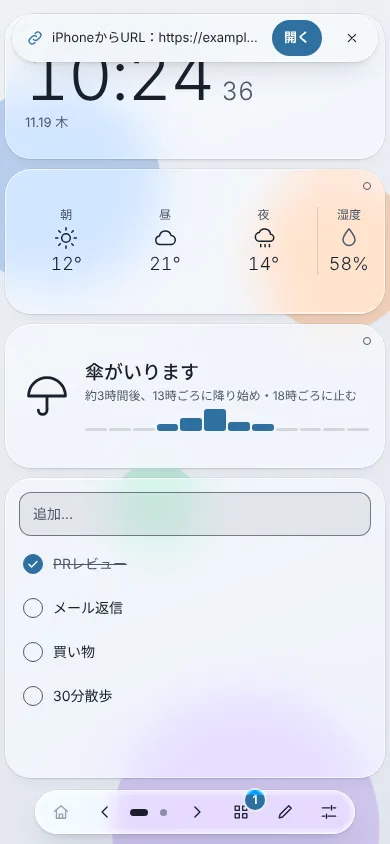 iPhoneからURL：https://exampl...
開く
10:24 36
11.19 木
朝 昼 夜 湿度
12° 21° 14° 58%
傘がいります
約3時間後、13時ごろに降り始め・18時ごろに止む
追加...
PRレビュー
メール返信
買い物
30分散歩
1